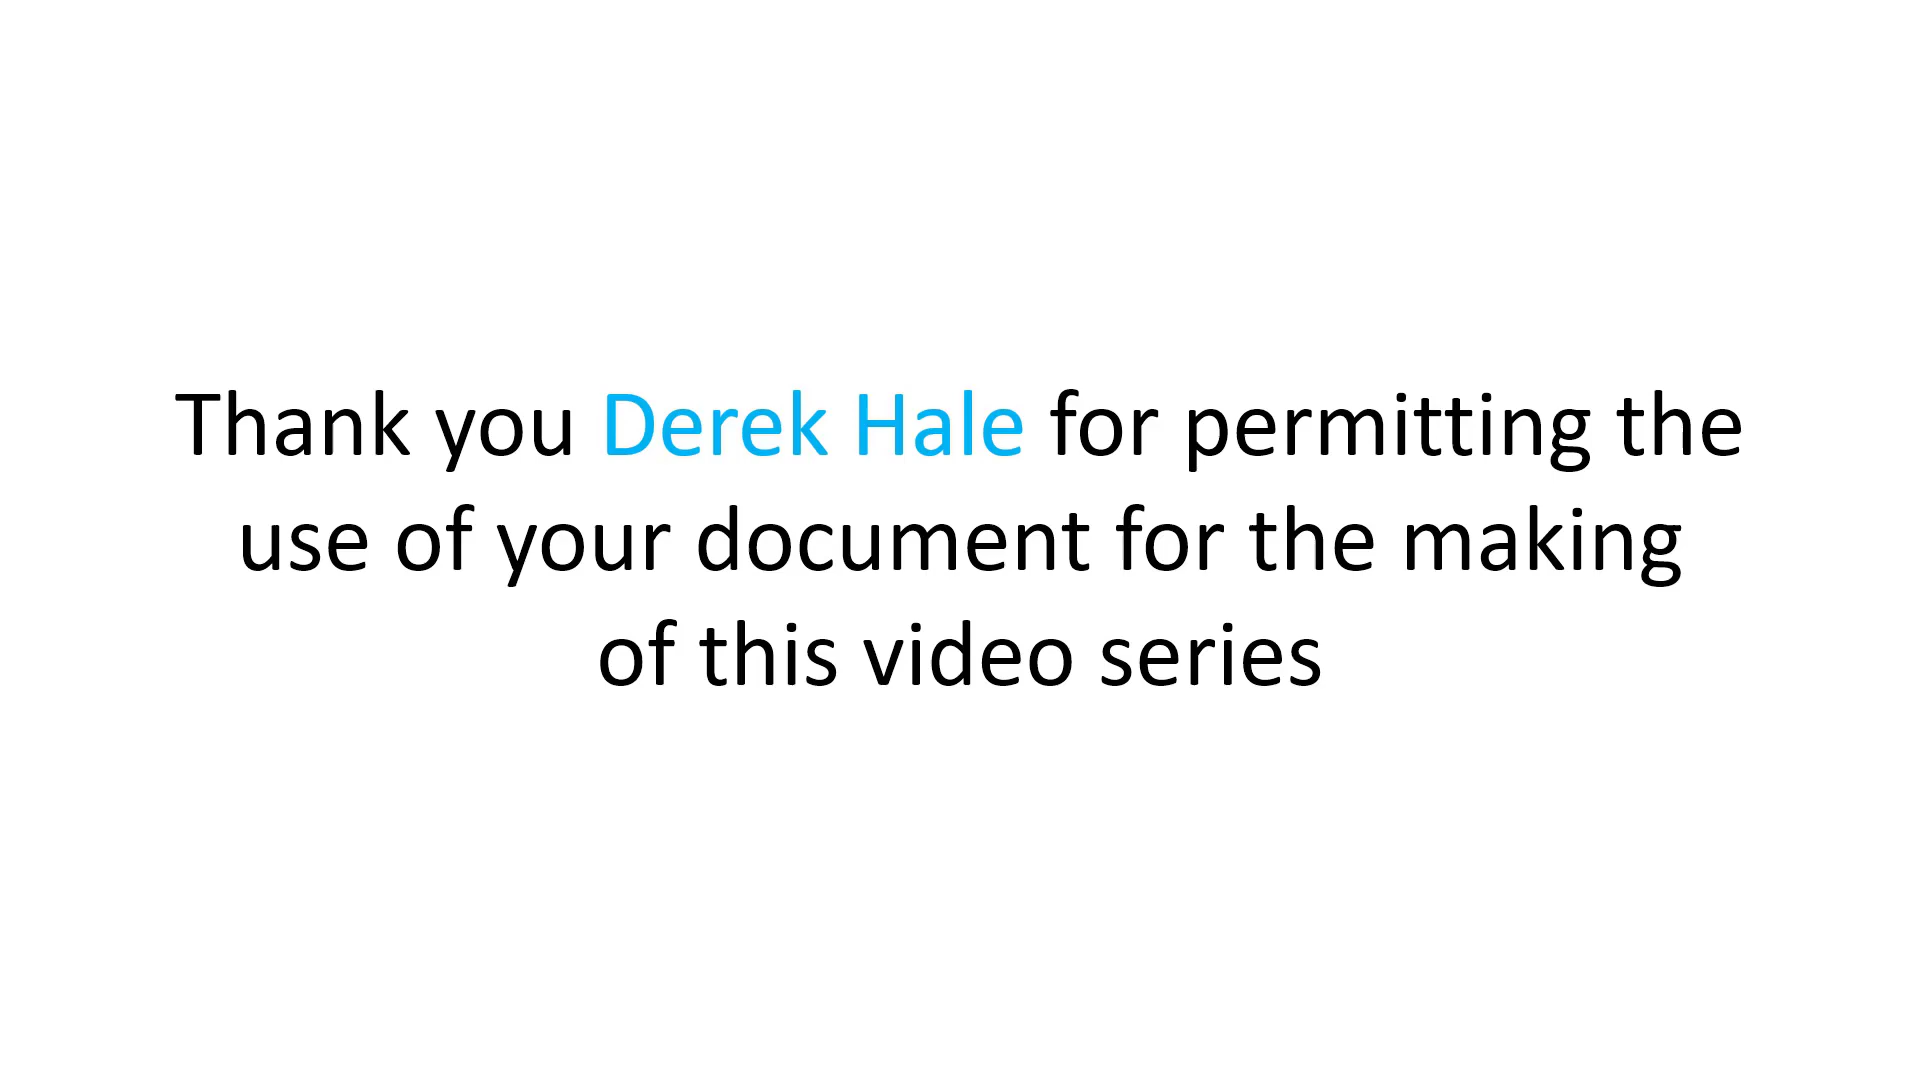 Thank you Derek Hale for permitting the
use of your document for the making
of this video series